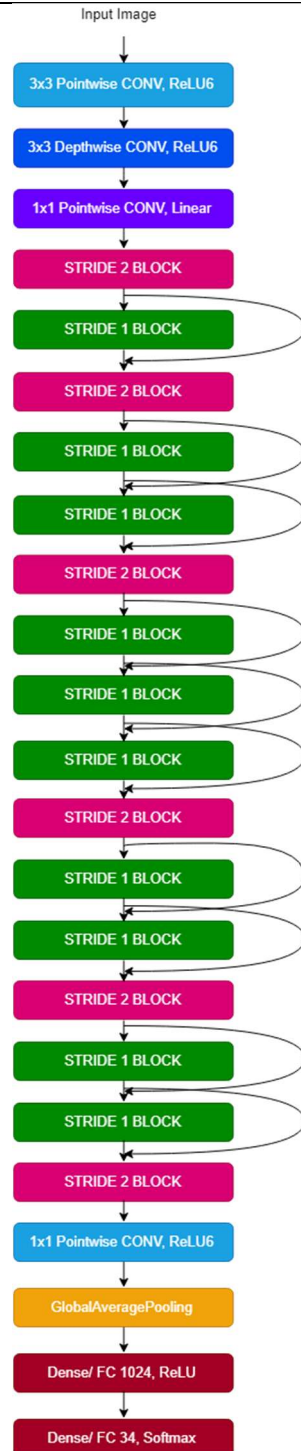 Input Image
3x3 Pointwise CONV, ReLU6
3x3 Depthwise CONV, ReLU6
1x1 Pointwise CONV, Linear
STRIDE 2 BLOCK
STRIDE 1 BLOCK
STRIDE 2 BLOCK
STRIDE 1 BLOCK
STRIDE 1 BLOCK
STRIDE 2 BLOCK
STRIDE 1 BLOCK
STRIDE 1 BLOCK
STRIDE 1 BLOCK
STRIDE 2 BLOCK
STRIDE 1 BLOCK
STRIDE 1 BLOCK
STRIDE 2 BLOCK
STRIDE 1 BLOCK
STRIDE 1 BLOCK
STRIDE 2 BLOCK
1x1 Pointwise CONV, ReLU6
GlobalAveragePooling
Dense/ FC 1024, ReLU
Dense/ FC 34, Softmax